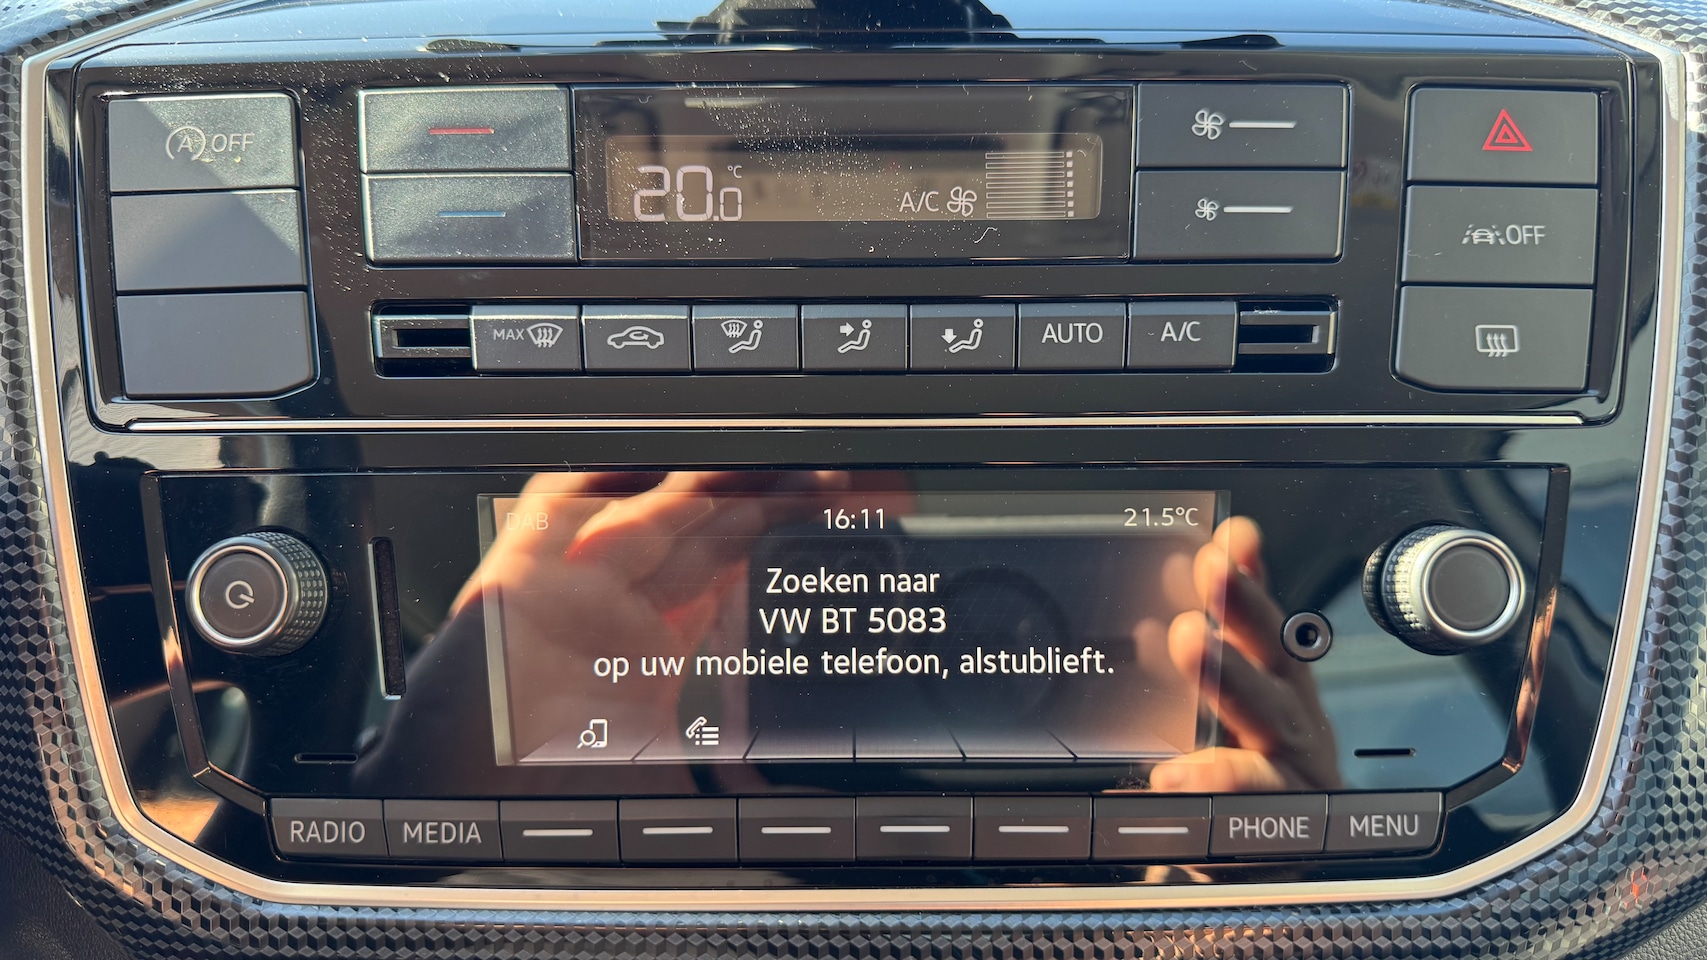 A OFF
20.0 °C
A/C
OFF
MAX
AUTO
A/C
DAB 16:11 21.5°C
Zoeken naar
VW BT 5083
op uw mobiele telefoon, alstublieft.
RADIO MEDIA PHONE MENU